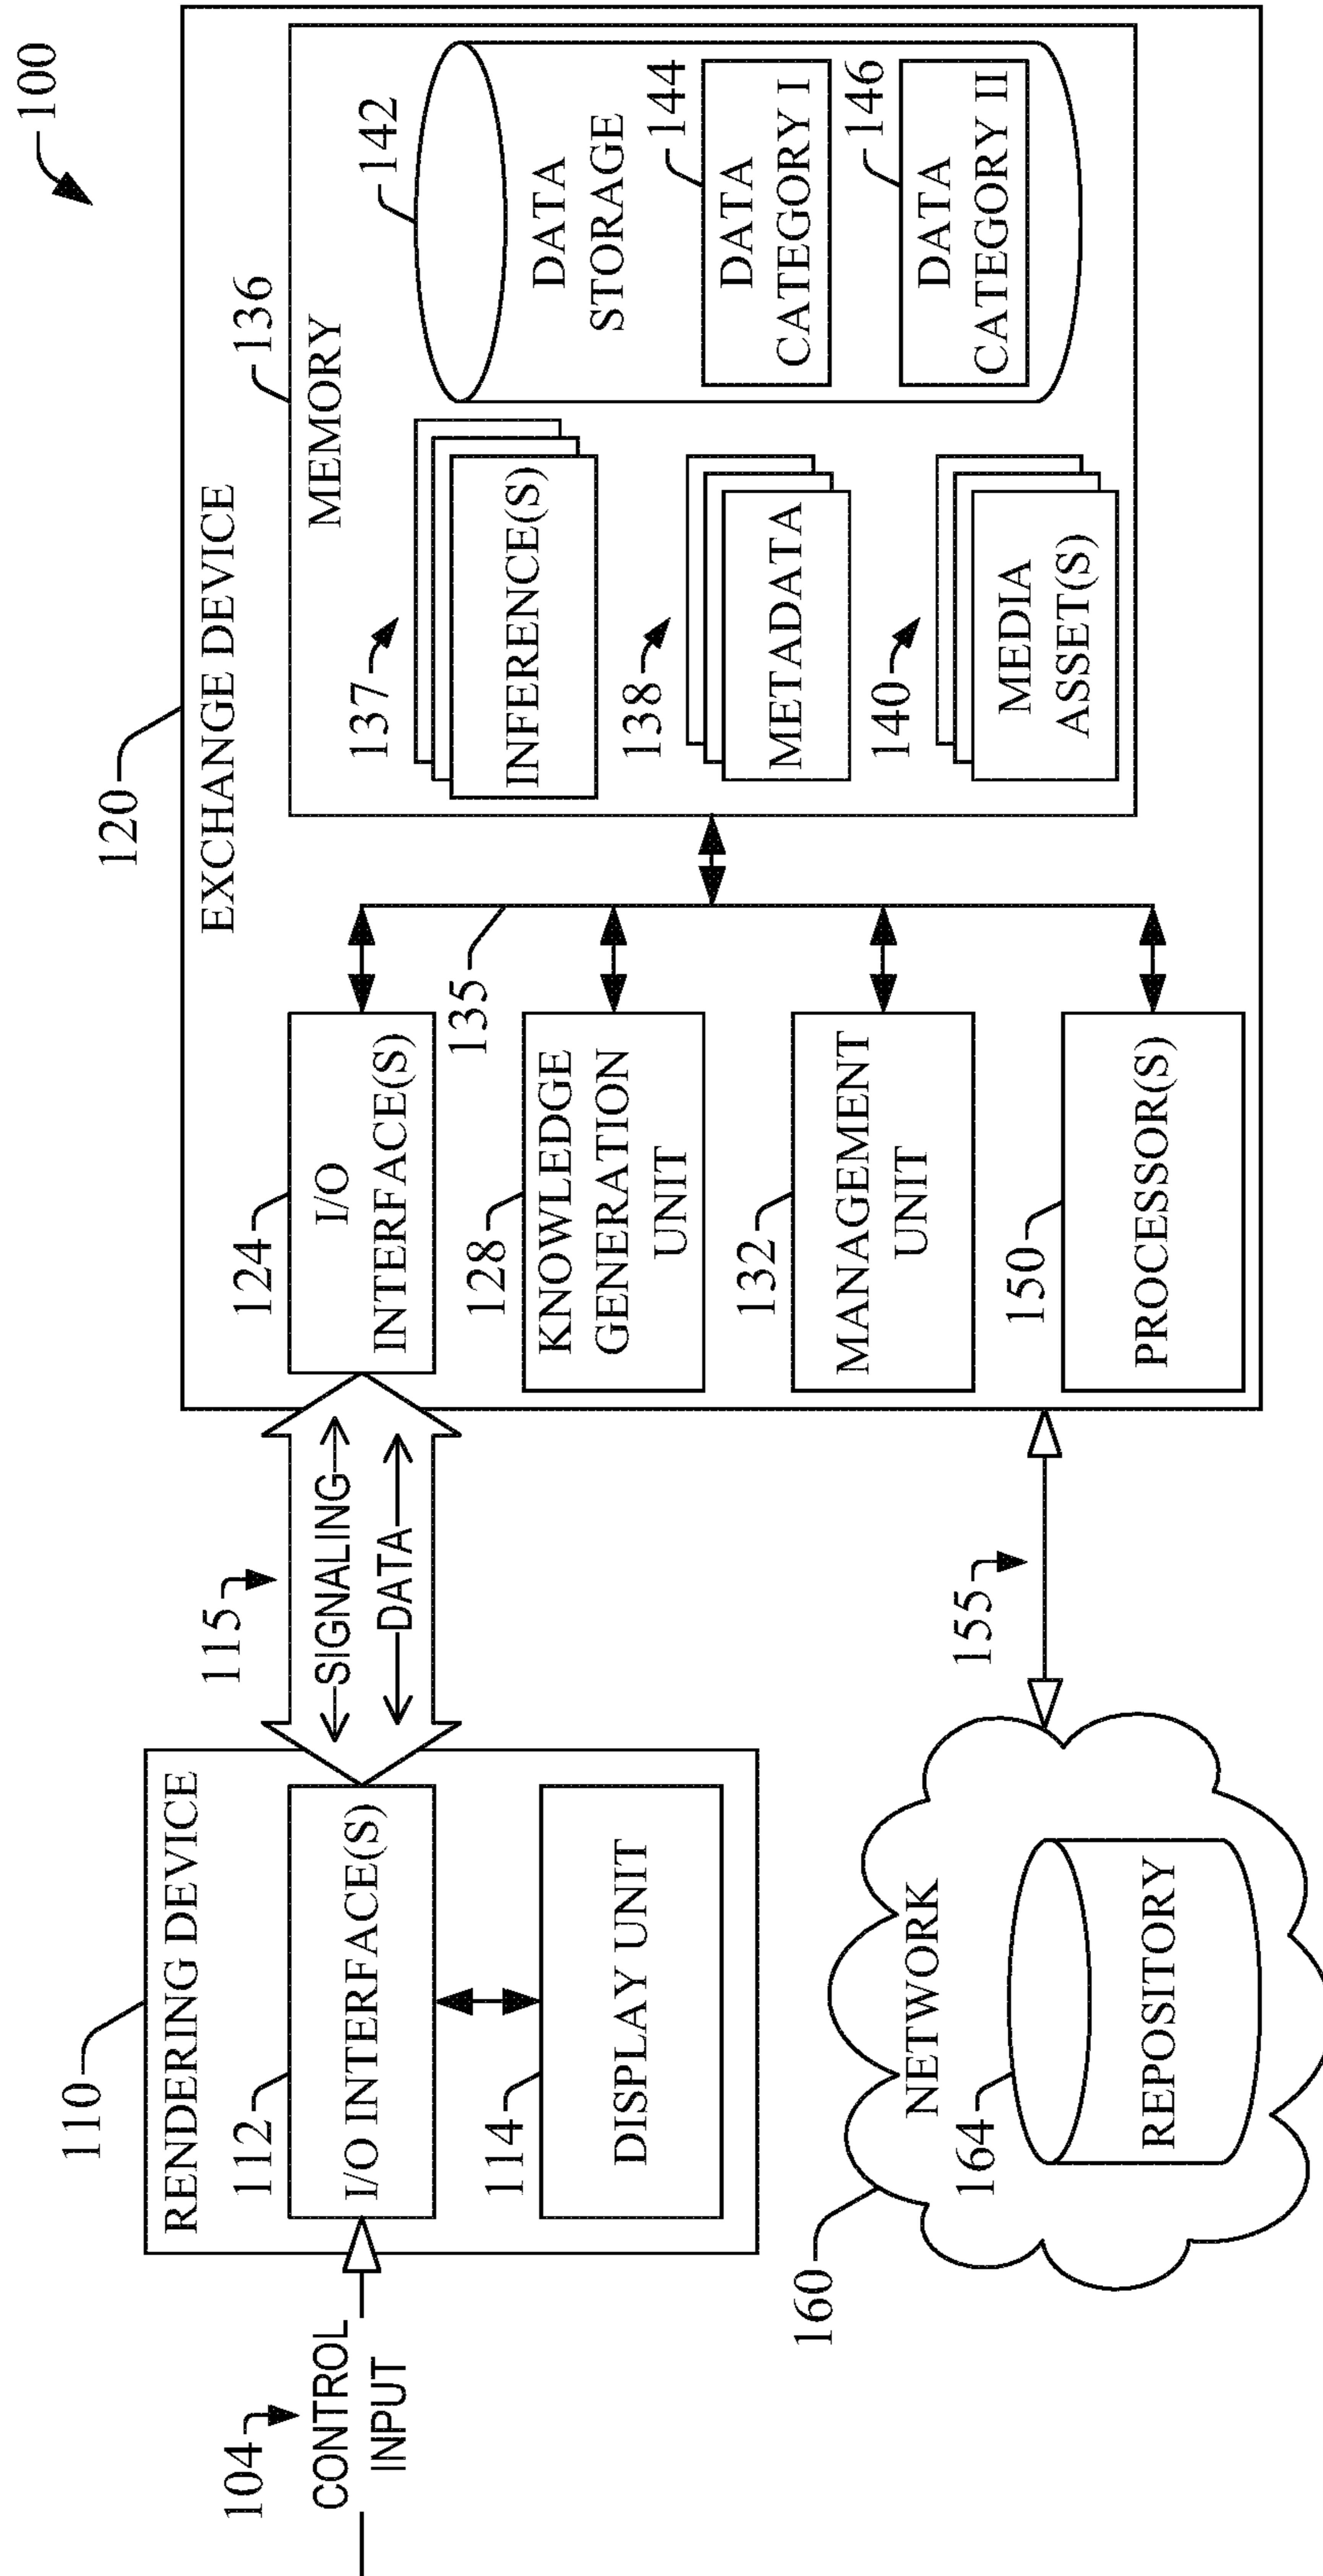 100
120
EXCHANGE DEVICE
124
I/O
INTERFACE(S)
128
KNOWLEDGE
GENERATION
UNIT
132
MANAGEMENT
UNIT
150
PROCESSOR(S)
135
136
MEMORY
137
INFERENCE(S)
138
METADATA
140
MEDIA
ASSET(S)
142
DATA
STORAGE
144
DATA
CATEGORY I
146
DATA
CATEGORY II
115
SIGNALING
DATA
110
RENDERING DEVICE
112
I/O INTERFACE(S)
114
DISPLAY UNIT
104
CONTROL
INPUT
155
160
NETWORK
164
REPOSITORY